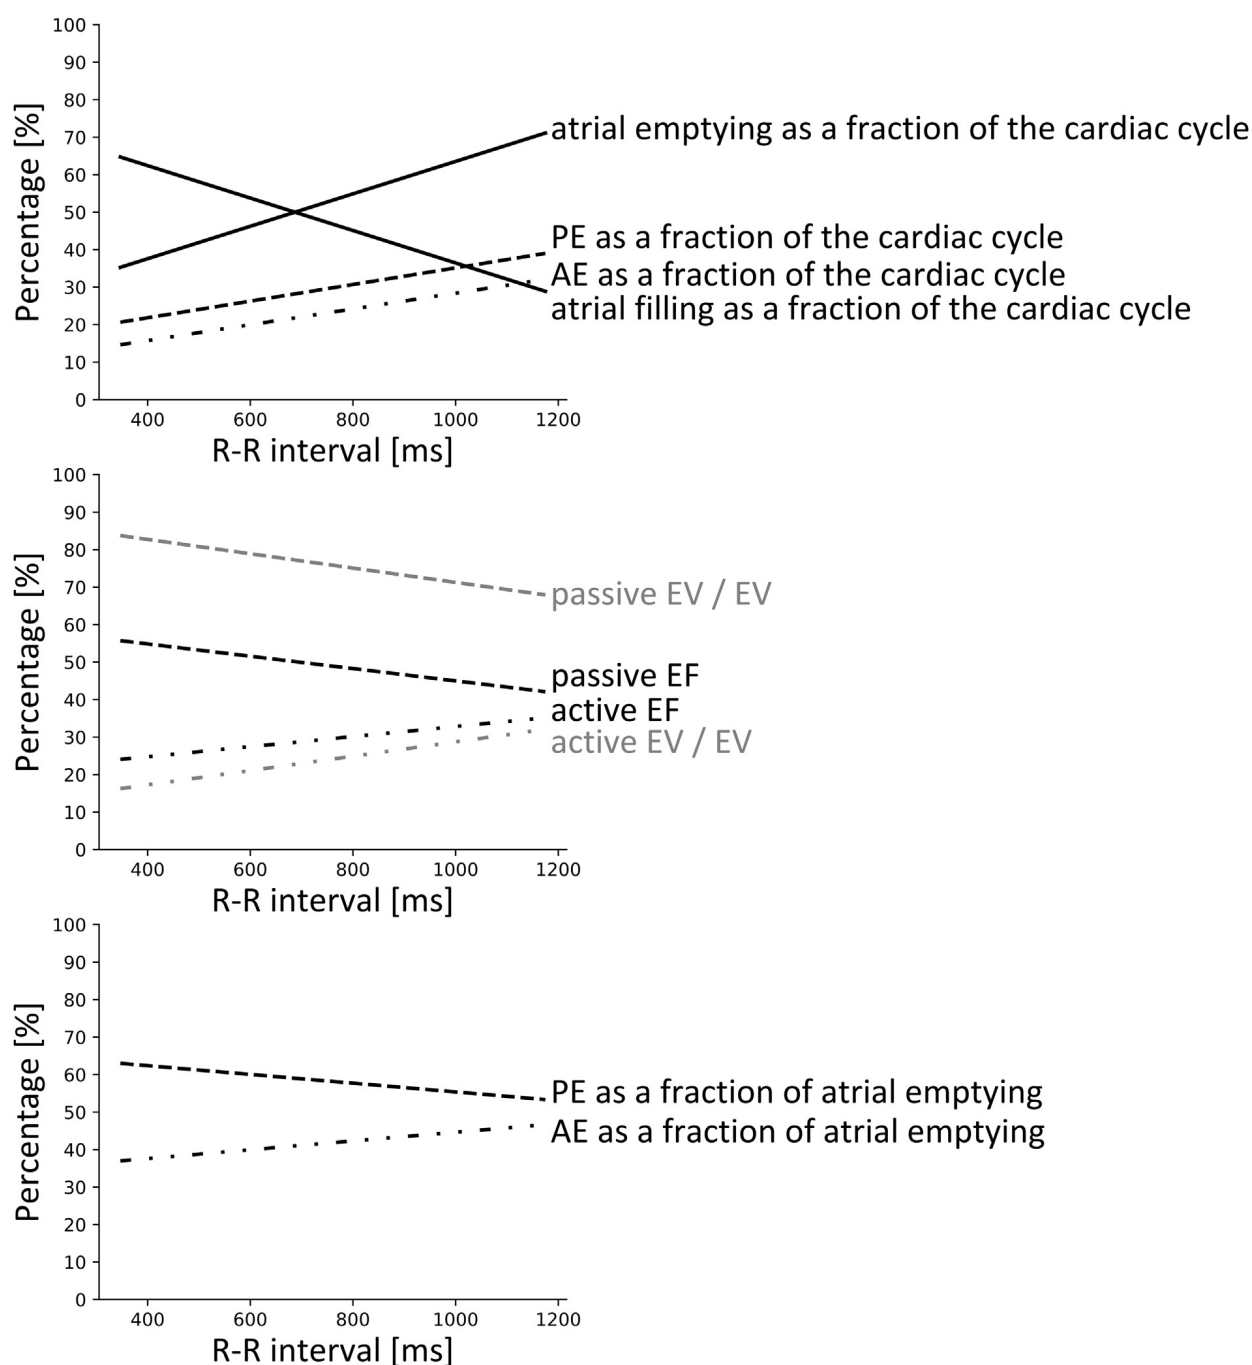 100
90
80
70
60
50
40
30
20
10
0
Percentage [%]
atrial emptying as a fraction of the cardiac cycle
PE as a fraction of the cardiac cycle
AE as a fraction of the cardiac cycle
atrial filling as a fraction of the cardiac cycle
400 600 800 1000 1200
R-R interval [ms]
100
90
80
70
60
50
40
30
20
10
0
Percentage [%]
passive EV / EV
passive EF
active EF
active EV / EV
400 600 800 1000 1200
R-R interval [ms]
100
90
80
70
60
50
40
30
20
10
0
Percentage [%]
PE as a fraction of atrial emptying
AE as a fraction of atrial emptying
400 600 800 1000 1200
R-R interval [ms]